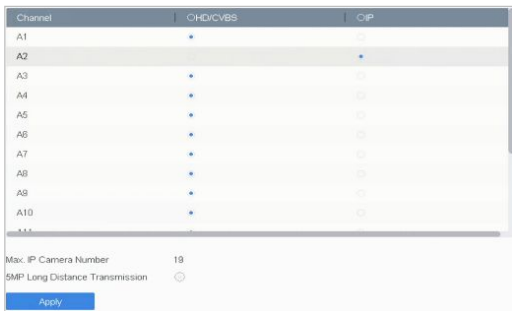 Channel HD/CVBS IP
A1
A2
A3
A4
A5
A6
A7
A8
A9
A10
Max. IP Camera Number 19
5MP Long Distance Transmission
Apply